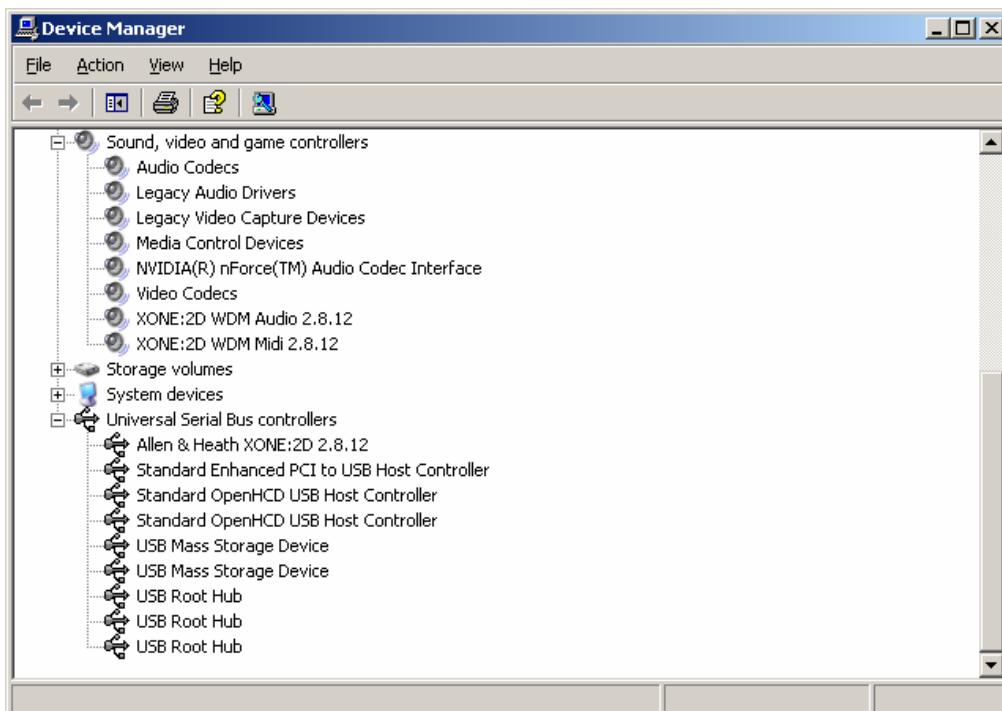 Device Manager
File Action View Help
Sound, video and game controllers
Audio Codecs
Legacy Audio Drivers
Legacy Video Capture Devices
Media Control Devices
NVIDIA(R) nForce(TM) Audio Codec Interface
Video Codecs
XONE:2D WDM Audio 2.8.12
XONE:2D WDM Midi 2.8.12
Storage volumes
System devices
Universal Serial Bus controllers
Allen & Heath XONE:2D 2.8.12
Standard Enhanced PCI to USB Host Controller
Standard OpenHCD USB Host Controller
Standard OpenHCD USB Host Controller
USB Mass Storage Device
USB Mass Storage Device
USB Root Hub
USB Root Hub
USB Root Hub